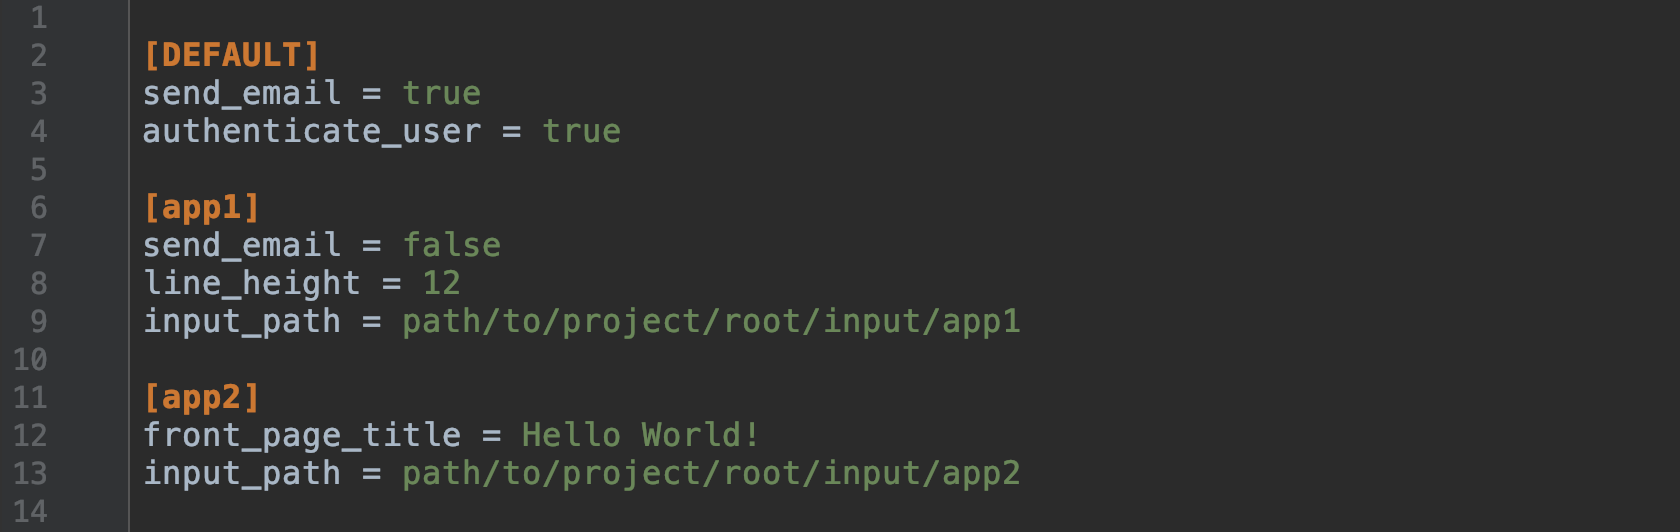 1
2 [DEFAULT]
3 send_email = true
4 authenticate_user = true
5
6 [app1]
7 send_email = false
8 line_height = 12
9 input_path = path/to/project/root/input/app1
10
11 [app2]
12 front_page_title = Hello World!
13 input_path = path/to/project/root/input/app2
14